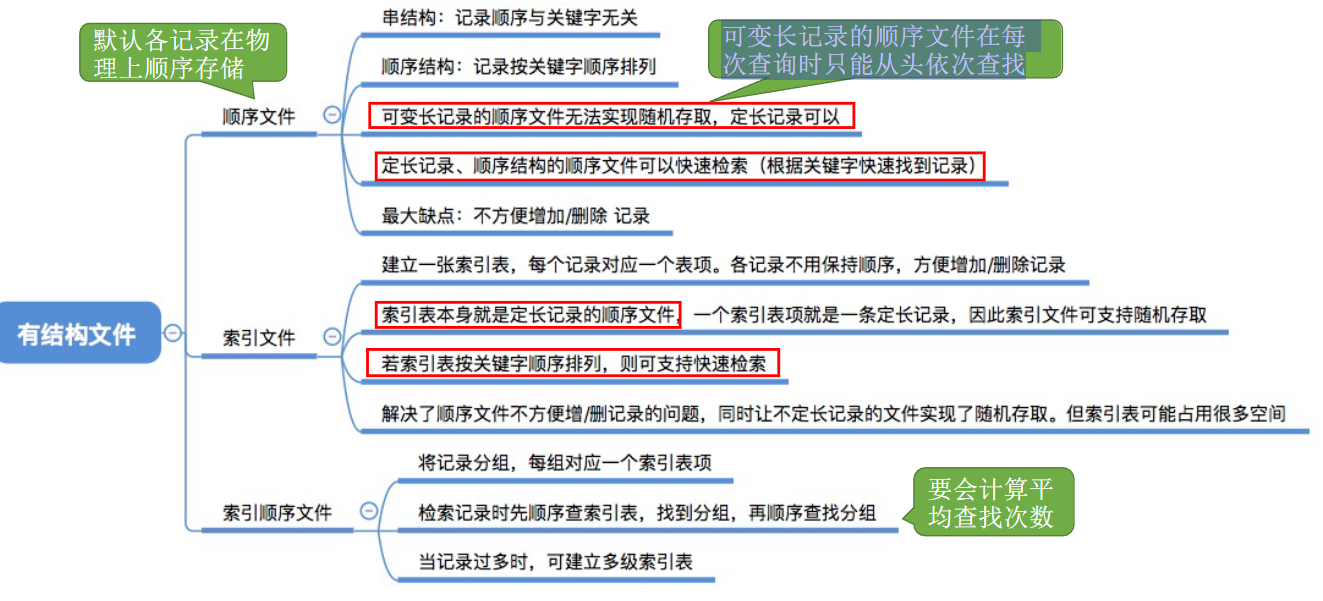 串结构：记录顺序与关键字无关
默认各记录在物
理上顺序存储
顺序结构：记录按关键字顺序排列
可变长记录的顺序文件在每
次查询时只能从头依次查找
顺序文件
可变长记录的顺序文件无法实现随机存取，定长记录可以
定长记录、顺序结构的顺序文件可以快速检索（根据关键字快速找到记录）
最大缺点：不方便增加/删除 记录
建立一张索引表，每个记录对应一个表项。各记录不用保持顺序，方便增加/删除记录
有结构文件
索引文件
索引表本身就是定长记录的顺序文件，一个索引表项就是一条定长记录，因此索引文件可支持随机存取
若索引表按关键字顺序排列，则可支持快速检索
解决了顺序文件不方便增/删记录的问题，同时让不定长记录的文件实现了随机存取。但索引表可能占用很多空间
将记录分组，每组对应一个索引表项
索引顺序文件
检索记录时先顺序查索引表，找到分组，再顺序查找分组
要会计算平
均查找次数
当记录过多时，可建立多级索引表